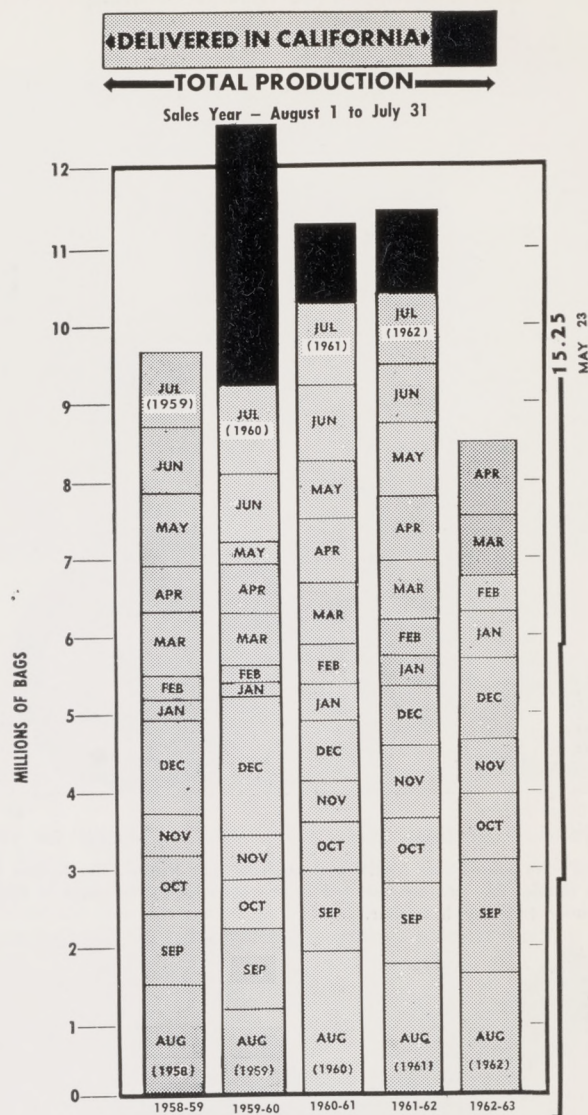 DELIVERED IN CALIFORNIA
TOTAL PRODUCTION
Sales Year – August 1 to July 31
MILLIONS OF BAGS
12
11
10
9
8
7
6
5
4
3
2
1
0
JUL
(1959)
JUN
MAY
APR
MAR
FEB
JAN
DEC
NOV
OCT
SEP
AUG
(1958)
1958-59
JUL
(1960)
JUN
MAY
APR
MAR
FEB
JAN
DEC
NOV
OCT
SEP
AUG
(1959)
1959-60
JUL
(1961)
JUN
MAY
APR
MAR
FEB
JAN
DEC
NOV
OCT
SEP
AUG
(1960)
1960-61
JUL
(1962)
JUN
MAY
APR
MAR
FEB
JAN
DEC
NOV
OCT
SEP
AUG
(1961)
1961-62
APR
MAR
FEB
JAN
DEC
NOV
OCT
SEP
AUG
(1962)
1962-63
15.25
MAY 23